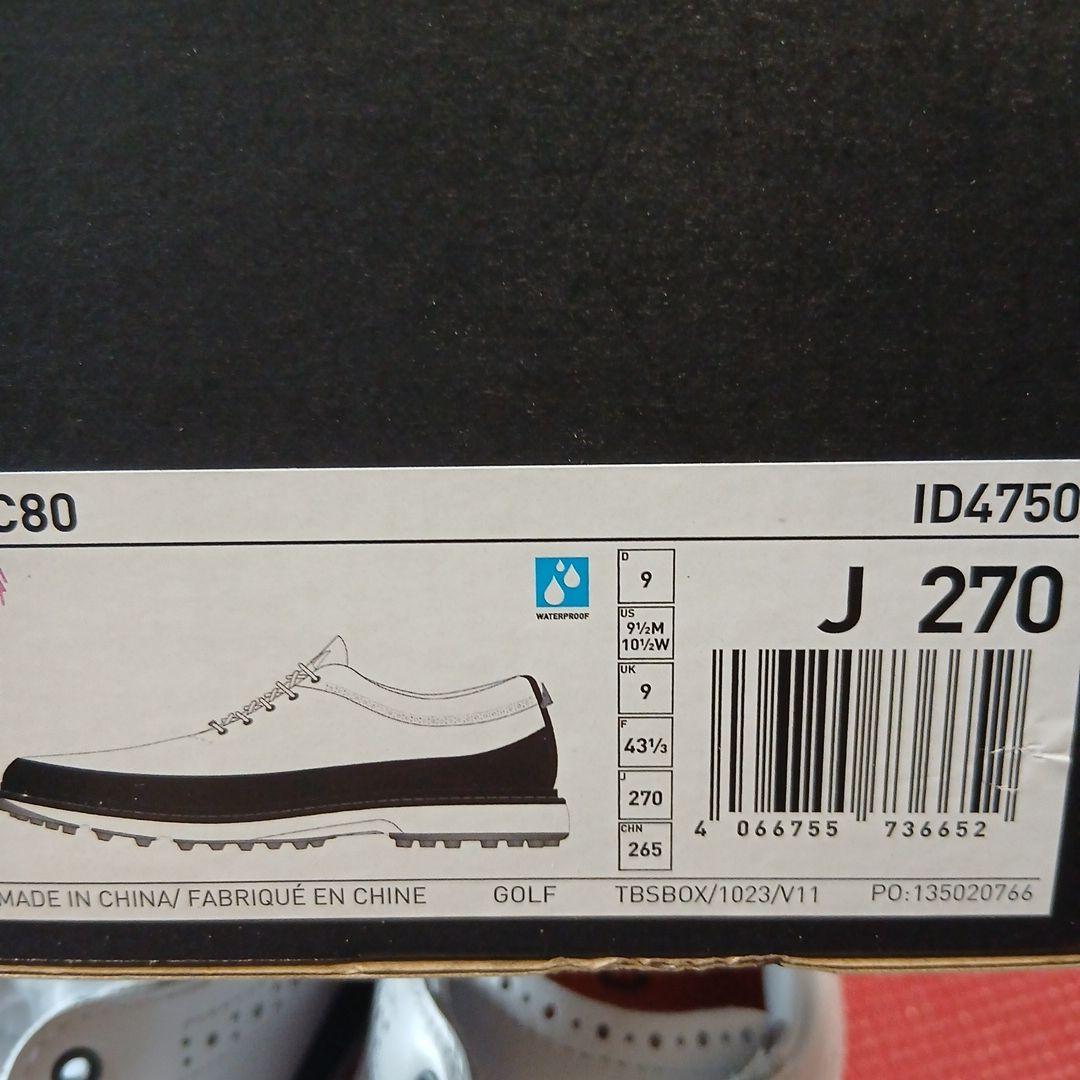 C80
ID4750
WATERPROOF
D
9
US
9½M
10½W
UK
9
F
43⅓
J
270
CHN
265
J 270
4 066755 736652
MADE IN CHINA/ FABRIQUÉ EN CHINE GOLF TBSBOX/1023/V11 PO:135020766